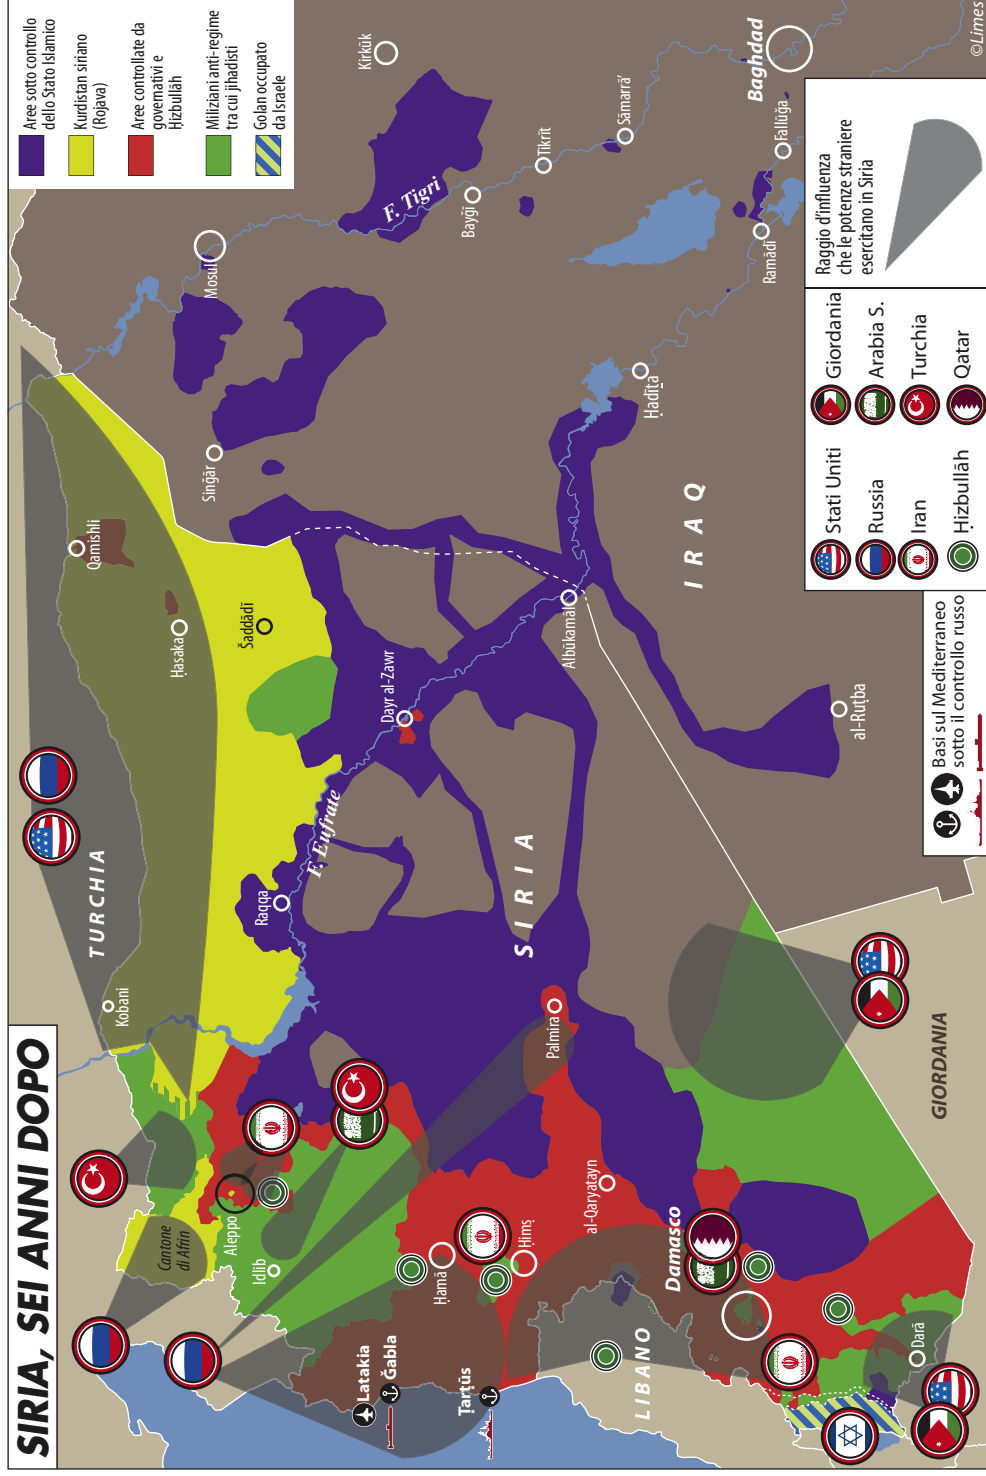 SIRIA, SEI ANNI DOPO
Aree sotto controllo
dello Stato Islamico
Kurdistan siriano
(Rojava)
Aree controllate da
governativi e
Ḥizbullāh
Miliziani anti-regime
tra cui jihadisti
Golan occupato
da Israele
TURCHIA
Kobani
Qamishli
Ḥasaka
Šaddādī
Cantone
di Afrin
Aleppo
Idlib
Raqqa
F. Eufrate
Dayr al-Zawr
SIRIA
Palmira
Albūkamāl
Latakia
Ǧabla
Ṭarṭūs
Ḥamā
Ḥimṣ
al-Qaryatayn
LIBANO
Damasco
Darā
GIORDANIA
Mosul
Sinǧār
Kirkūk
F. Tigri
Bayǧī
Tikrīt
Sāmarrā’
Baghdad
Fallūǧa
Ramādī
Ḥadīṯa
IRAQ
al-Ruṭba
Basi sul Mediterraneo
sotto il controllo russo
Stati Uniti
Russia
Iran
Ḥizbullāh
Giordania
Arabia S.
Turchia
Qatar
Raggio d’influenza
che le potenze straniere
esercitano in Siria
©Limes